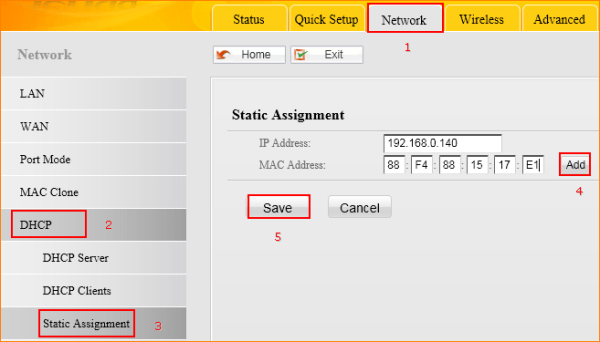 Status Quick Setup Network Wireless Advanced
1
Network
Home Exit
LAN
WAN
Port Mode
MAC Clone
DHCP 2
DHCP Server
DHCP Clients
Static Assignment 3
Static Assignment
IP Address: 192.168.0.140
MAC Address: 88 : F4 : 88 : 15 : 17 : E1 Add
4
Save Cancel
5